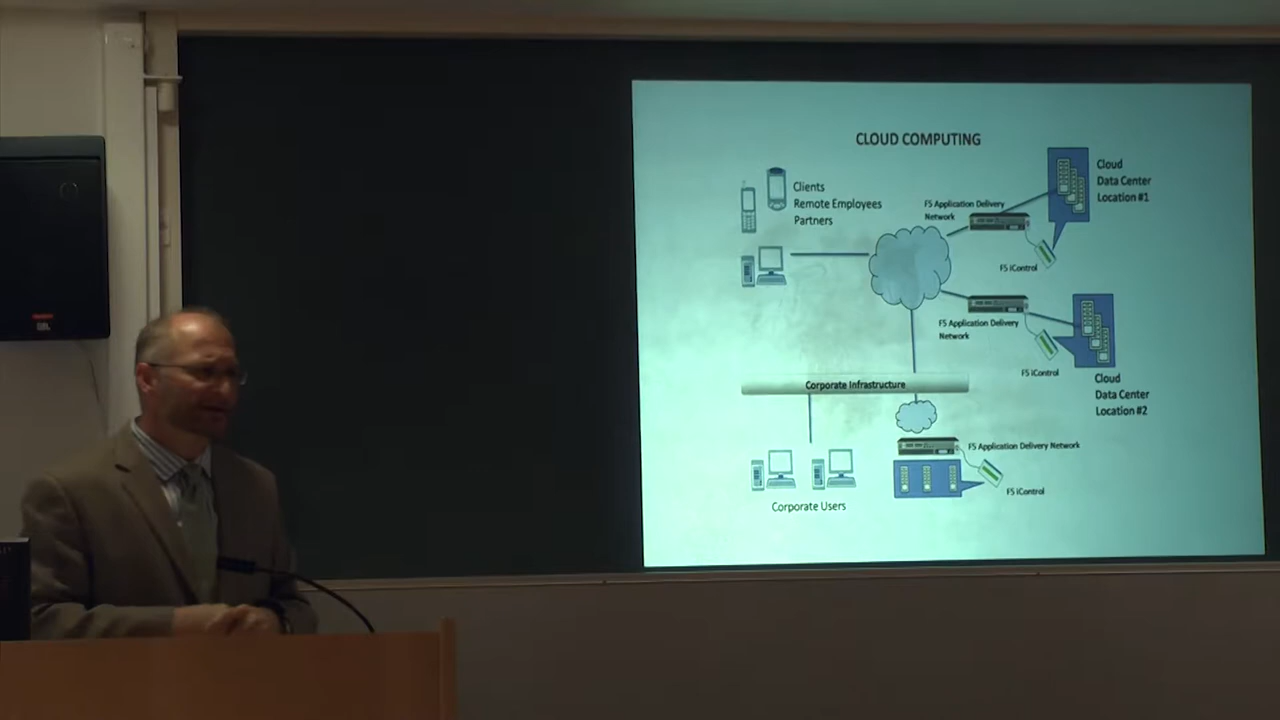 CLOUD COMPUTING
Clients
Remote Employees
Partners
F5 Application Delivery
Network
Cloud
Data Center
Location #1
F5 iControl
F5 Application Delivery
Network
F5 iControl
Cloud
Data Center
Location #2
Corporate Infrastructure
F5 Application Delivery Network
F5 iControl
Corporate Users
JBL